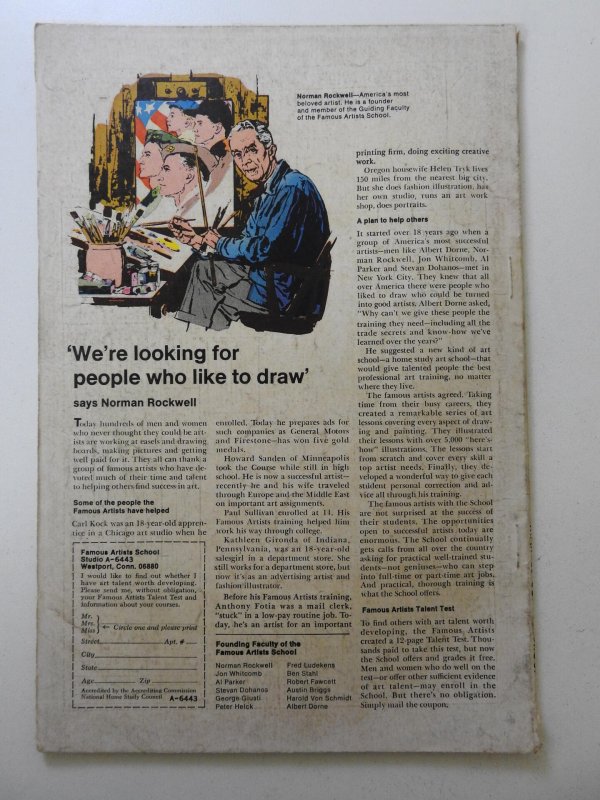 Norman Rockwell—America's most
beloved artist. He is a founder
and member of the Guiding Faculty
of the Famous Artists School.
'We're looking for
people who like to draw'
says Norman Rockwell
Today hundreds of men and women
who never thought they could be art-
ists are working at easels and drawing
boards, making pictures and getting
well paid for it. They all can thank a
group of famous artists who have de-
voted much of their time and talent
to helping others find success in art.
Some of the people the
Famous Artists have helped
Carl Kock was an 18-year-old appren-
tice in a Chicago art studio when he
enrolled. Today he prepares ads for
such companies as General Motors
and Firestone—has won five gold
medals.
Howard Sanden of Minneapolis
took the Course while still in high
school. He is now a successful artist—
recently he and his wife traveled
through Europe and the Middle East
on important art assignments.
Paul Sullivan enrolled at 14. His
Famous Artists training helped him
work his way through college.
Kathleen Gironda of Indiana,
Pennsylvania, was an 18-year-old
salesgirl in a department store. She
still works for a department store, but
now it's as an advertising artist and
fashion illustrator.
Before his Famous Artists training,
Anthony Fotia was a mail clerk,
"stuck" in a low-pay routine job. To-
day, he's an artist for an important
printing firm, doing exciting creative
work.
Oregon housewife Helen Tryk lives
150 miles from the nearest big city.
But she does fashion illustration, has
her own studio, runs an art work
shop, does portraits.
A plan to help others
It started over 18 years ago when a
group of America's most successful
artists—men like Albert Dorne, Nor-
man Rockwell, Jon Whitcomb, Al
Parker and Stevan Dohanos—met in
New York City. They knew that all
over America there were people who
liked to draw who could be turned
into good artists. Albert Dorne asked,
"Why can't we give these people the
training they need—including all the
trade secrets and know-how we've
learned over the years?"
He suggested a new kind of art
school—a home study art school—that
would give talented people the best
professional art training, no matter
where they live.
The famous artists agreed. Taking
time from their busy careers, they
created a remarkable series of art
lessons covering every aspect of draw-
ing and painting. They illustrated
their lessons with over 5,000 "here's-
how" illustrations. The lessons start
from scratch and cover every skill a
top artist needs. Finally, they de-
veloped a wonderful way to give each
student personal correction and ad-
vice all through his training.
The famous artists with the School
are not surprised at the success of
their students. The opportunities
open to successful artists today are
enormous. The School continually
gets calls from all over the country
asking for practical well-trained stu-
dents—not geniuses—who can step
into full-time or part-time art jobs.
And practical, thorough training is
what the School offers.
Famous Artists Talent Test
To find others with art talent worth
developing, the Famous Artists
created a 12-page Talent Test. Thou-
sands paid to take this test, but now
the School offers and grades it free.
Men and women who do well on the
test—or offer other sufficient evidence
of art talent—may enroll in the
School. But there's no obligation.
Simply mail the coupon.
Famous Artists School
Studio A-6443
Westport, Conn. 06880
I would like to find out whether I
have art talent worth developing.
Please send me, without obligation,
your Famous Artists Talent Test and
information about your courses.
Mr.
Mrs. ← Circle one and please print
Miss
Street Apt. #
City
State
Age Zip
Accredited by the Accrediting Commission
National Home Study Council A-6443
Founding Faculty of the
Famous Artists School
Norman Rockwell Fred Ludekens
Jon Whitcomb Ben Stahl
Al Parker Robert Fawcett
Stevan Dohanos Austin Briggs
George Giusti Harold Von Schmidt
Peter Helck Albert Dorne